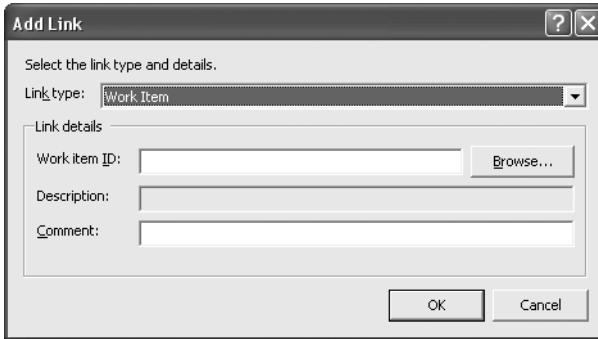 Add Link
Select the link type and details.
Link type: Work Item
Link details
Work item ID: Browse...
Description:
Comment:
OK Cancel